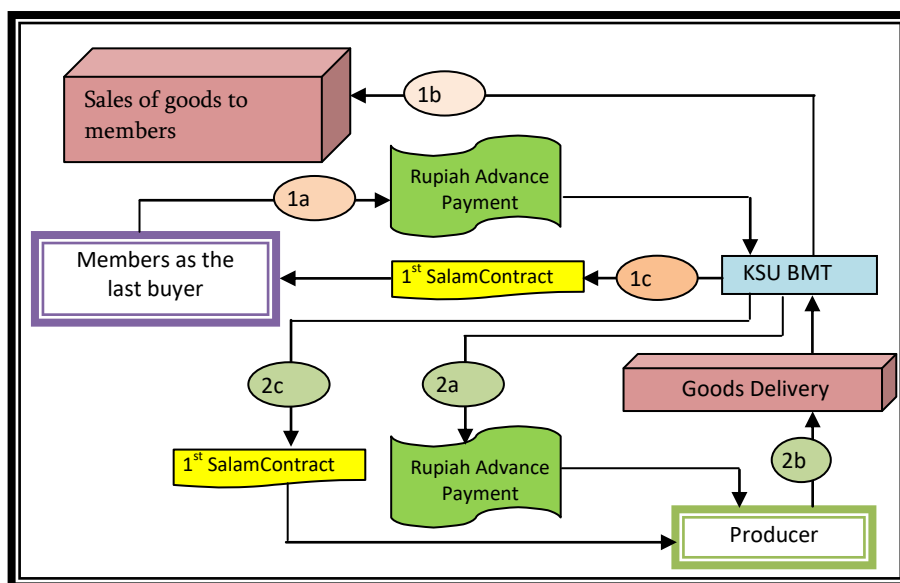 Sales of goods to
members
1b
Rupiah Advance
Payment
1a
Members as the
last buyer
1st SalamContract
1c
KSU BMT
2c
2a
Goods Delivery
1st SalamContract
Rupiah Advance
Payment
2b
Producer